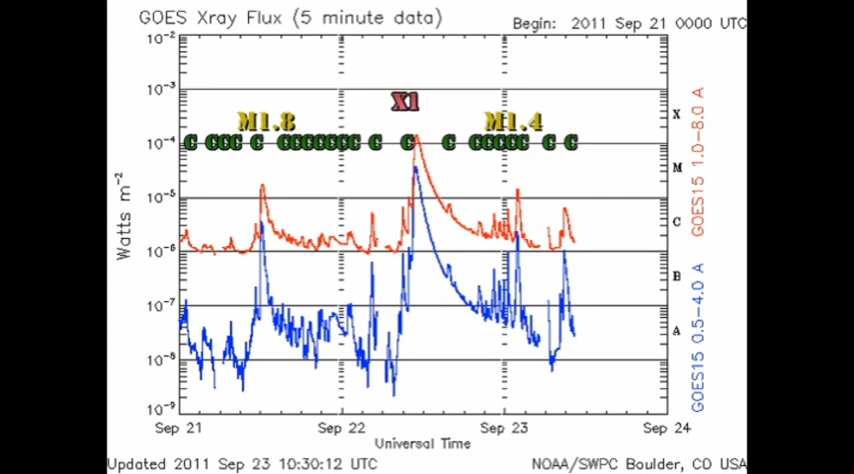 GOES Xray Flux (5 minute data)
Begin: 2011 Sep 21 0000 UTC
10-2
10-3
X1
X
M1.8
M1.4
10-4
C CCC C CCCCCCC C C C CCCCC C C
M
10-5
C
10-6
B
10-7
A
10-8
10-9
Watts m-2
GOES15 1.0-8.0 A
GOES15 0.5-4.0 A
Sep 21
Sep 22
Sep 23
Sep 24
Universal Time
Updated 2011 Sep 23 10:30:12 UTC
NOAA/SWPC Boulder, CO USA